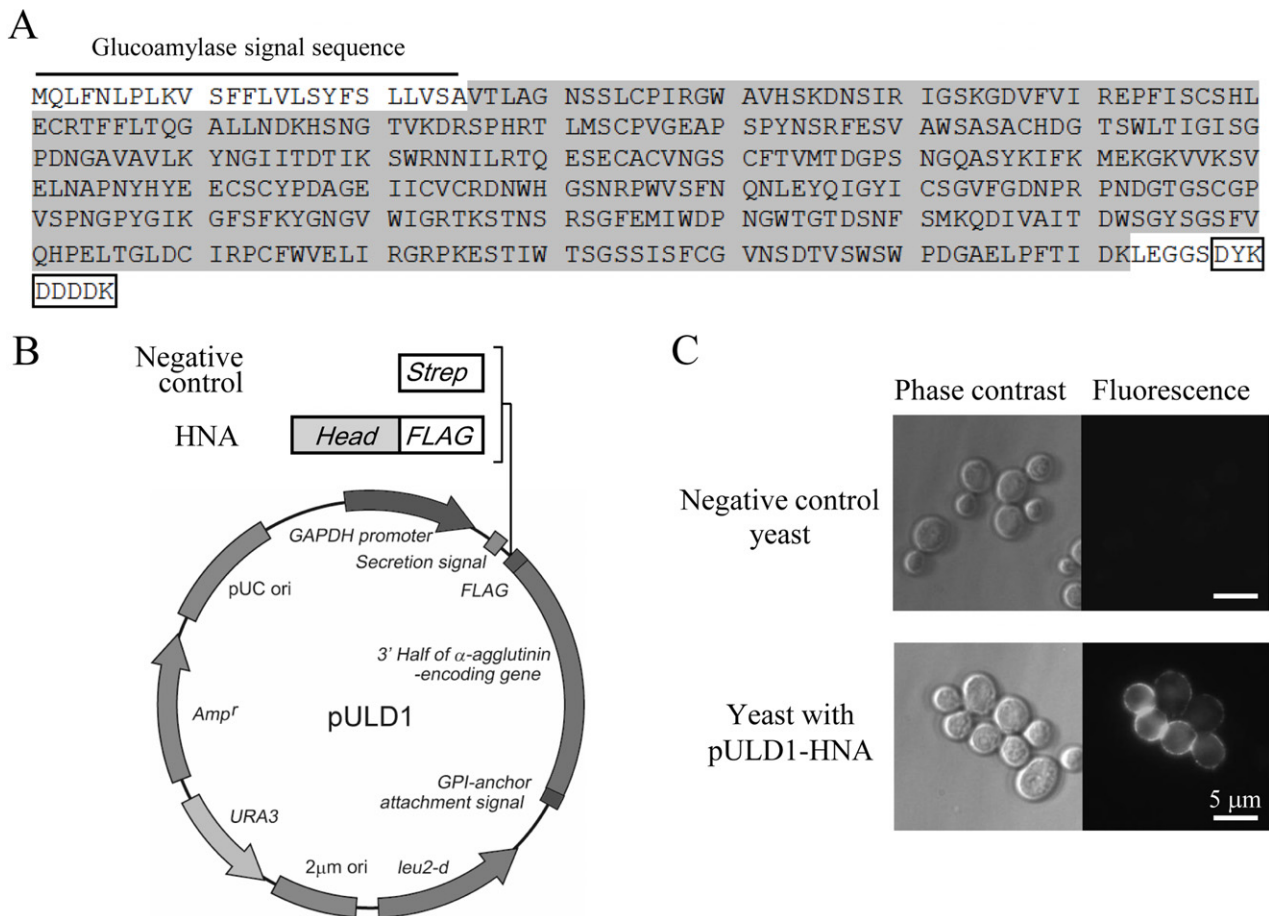 A
Glucoamylase signal sequence
MQLFNLPLKV SFFLVLSYFS LLVSAVTLAG NSSLCPIRGW AVHSKDNSIR IGSKGDVFVI REPFISCSHL
ECRTFFLTQG ALLNDKHSNG TVKDRSPHRT LMSCPVGEAP SPYNSRFESV AWSASACHDG TSWLTIGISG
PDNGAVAVLK YNGIITDTIK SWRNNILRTQ ESECACVNGS CFTVMTDGPS NGQASYKIFK MEKGKVVKSV
ELNAPNYHYE ECSCYPDAGE IICVCRDNWH GSNRPWVSFN QNLEYQIGYI CSGVFGDNPR PNDGTGSCGP
VSPNGPYGIK GFSFKYGNGV WIGRTKSTNS RSGFEMIWDP NGWTGTDSNF SMKQDIVAIT DWSGYSGSFV
QHPELTGLDC IRPCFWVELI RGRPKESTIW TSGSSISFCG VNSDTVSWSW PDGAELPFTI DKLEGGSDYK
DDDDK
B
Negative control
Strep
HNA
Head FLAG
GAPDH promoter
Secretion signal
FLAG
pUC ori
3' Half of α-agglutinin
-encoding gene
Amp^r
pULD1
GPI-anchor
attachment signal
URA3
2μm ori
leu2-d
C
Phase contrast Fluorescence
Negative control
yeast
Yeast with
pULD1-HNA
5 μm